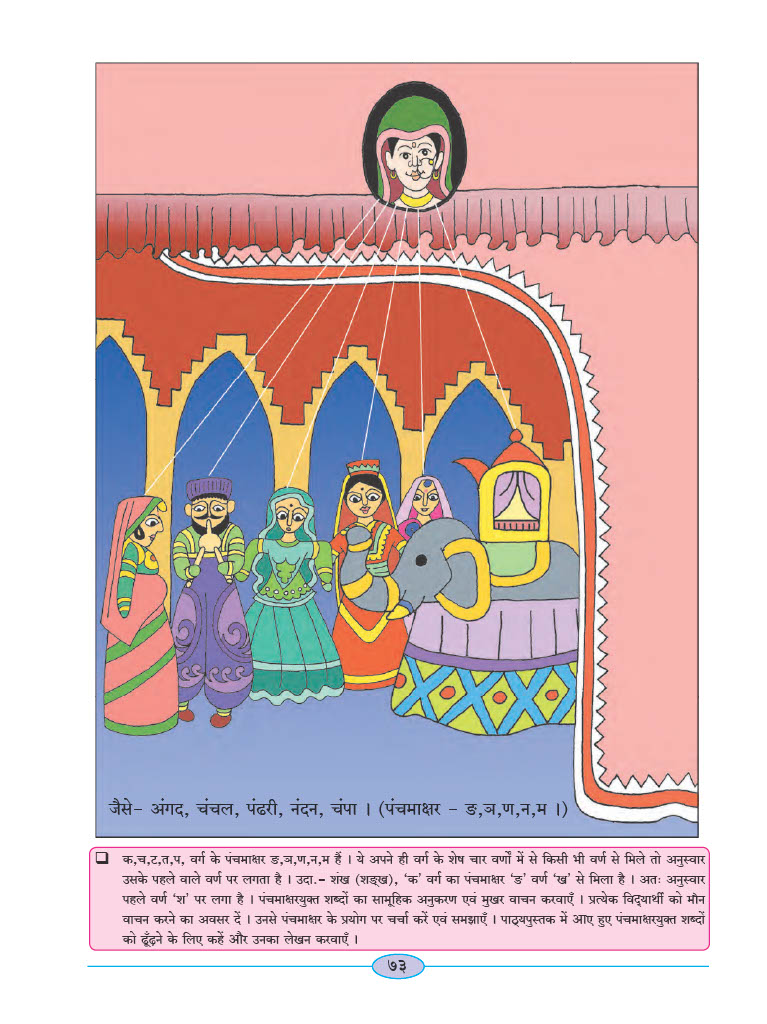 जैसे- अंगद, चंचल, पंढरी, नंदन, चंपा । (पंचमाक्षर - ङ,ञ,ण,न,म ।)
❑ क,च,ट,त,प, वर्ग के पंचमाक्षर ङ,ञ,ण,न,म हैं । ये अपने ही वर्ग के शेष चार वर्णों में से किसी भी वर्ण से मिले तो अनुस्वार
उसके पहले वाले वर्ण पर लगता है । उदा.- शंख (शङ्ख), ‘क’ वर्ग का पंचमाक्षर ‘ङ’ वर्ण ‘ख’ से मिला है । अतः अनुस्वार
पहले वर्ण ‘श’ पर लगा है । पंचमाक्षरयुक्त शब्दों का सामूहिक अनुकरण एवं मुखर वाचन करवाएँ । प्रत्येक विद्यार्थी को मौन
वाचन करने का अवसर दें । उनसे पंचमाक्षर के प्रयोग पर चर्चा करें एवं समझाएँ । पाठ्यपुस्तक में आए हुए पंचमाक्षरयुक्त शब्दों
को ढूँढ़ने के लिए कहें और उनका लेखन करवाएँ ।
७३